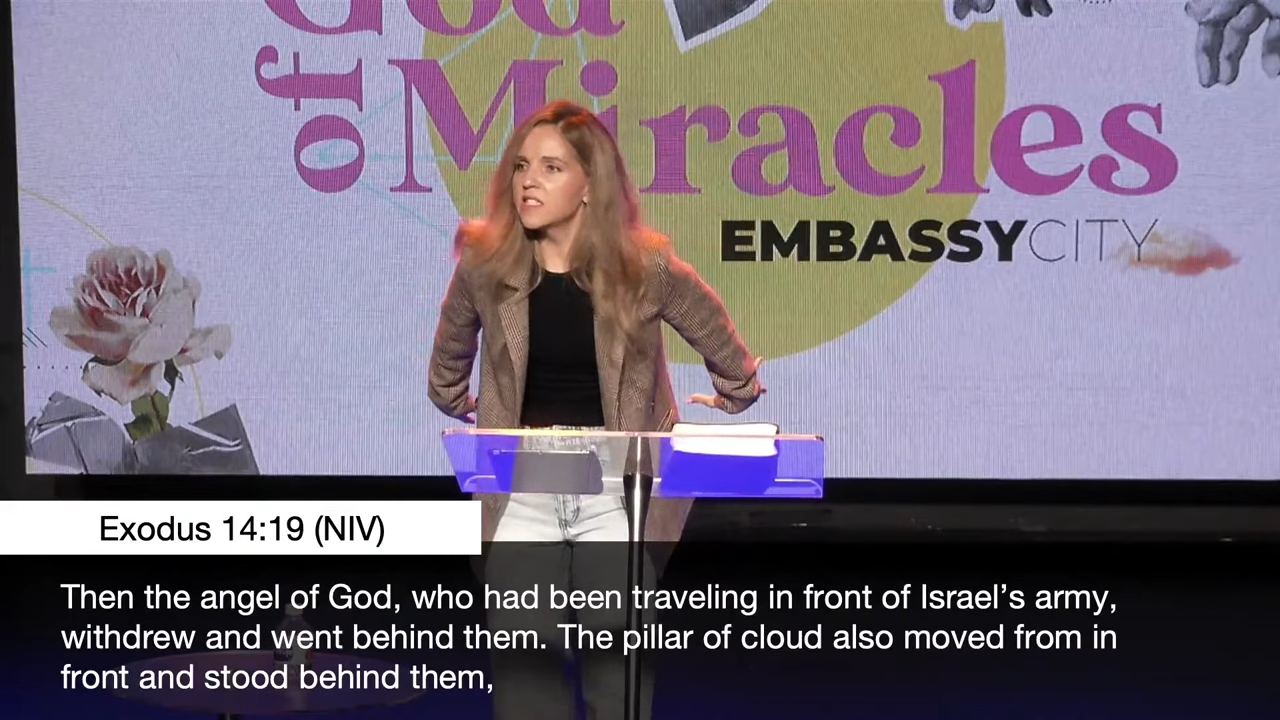 God
of
Miracles
EMBASSYCITY
Exodus 14:19 (NIV)
Then the angel of God, who had been traveling in front of Israel’s army,
withdrew and went behind them. The pillar of cloud also moved from in
front and stood behind them,